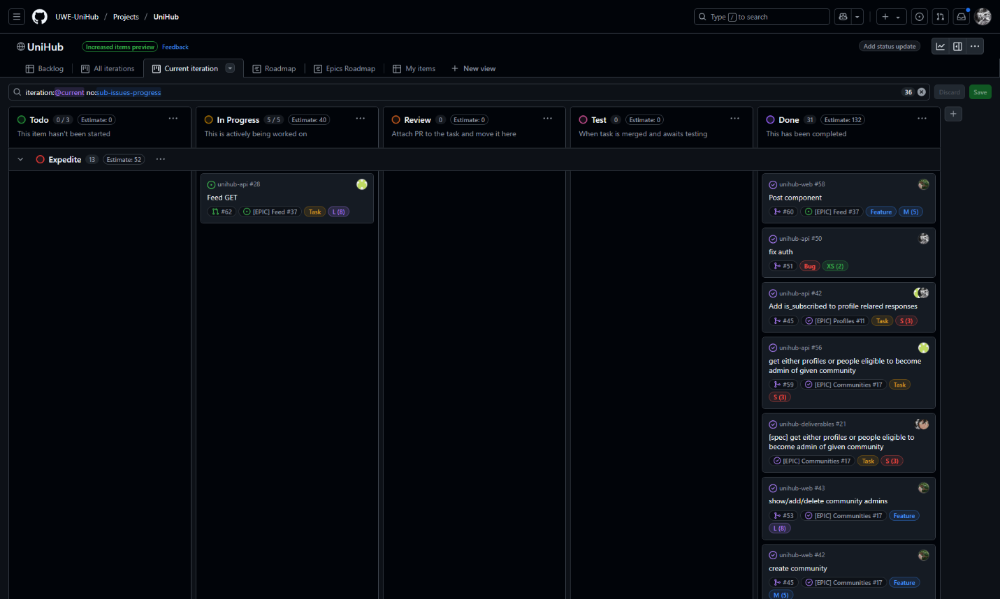 UWE-UniHub / Projects / UniHub
Type / to search
UniHub Increased items preview Feedback
Add status update
Backlog All iterations Current iteration Roadmap Epics Roadmap My items + New view
iteration:@current no:sub-issues-progress 36 Discard Save
Todo 0 / 3 Estimate: 0
This item hasn't been started
In Progress 5 / 5 Estimate: 40
This is actively being worked on
Review 0 Estimate: 0
Attach PR to the task and move it here
Test 0 Estimate: 0
When task is merged and awaits testing
Done 31 Estimate: 132
This has been completed
Expedite 13 Estimate: 52
unihub-api #28
Feed GET
#62 [EPIC] Feed #37 Task L (8)
unihub-web #58
Post component
#60 [EPIC] Feed #37 Feature M (5)
unihub-api #50
fix auth
#51 Bug XS (2)
unihub-api #42
Add is_subscribed to profile relared responses
#45 [EPIC] Profiles #11 Task S (3)
unihub-api #56
get either profiles or people eligible to become
admin of given community
#59 [EPIC] Communities #17 Task
S (3)
unihub-deliverables #21
[spec] get either profiles or people eligible to
become admin of given community
[EPIC] Communities #17 Task S (3)
unihub-web #43
show/add/delete community admins
#53 [EPIC] Communities #17 Feature
L (8)
unihub-web #42
create community
#45 [EPIC] Communities #17 Feature
M (5)